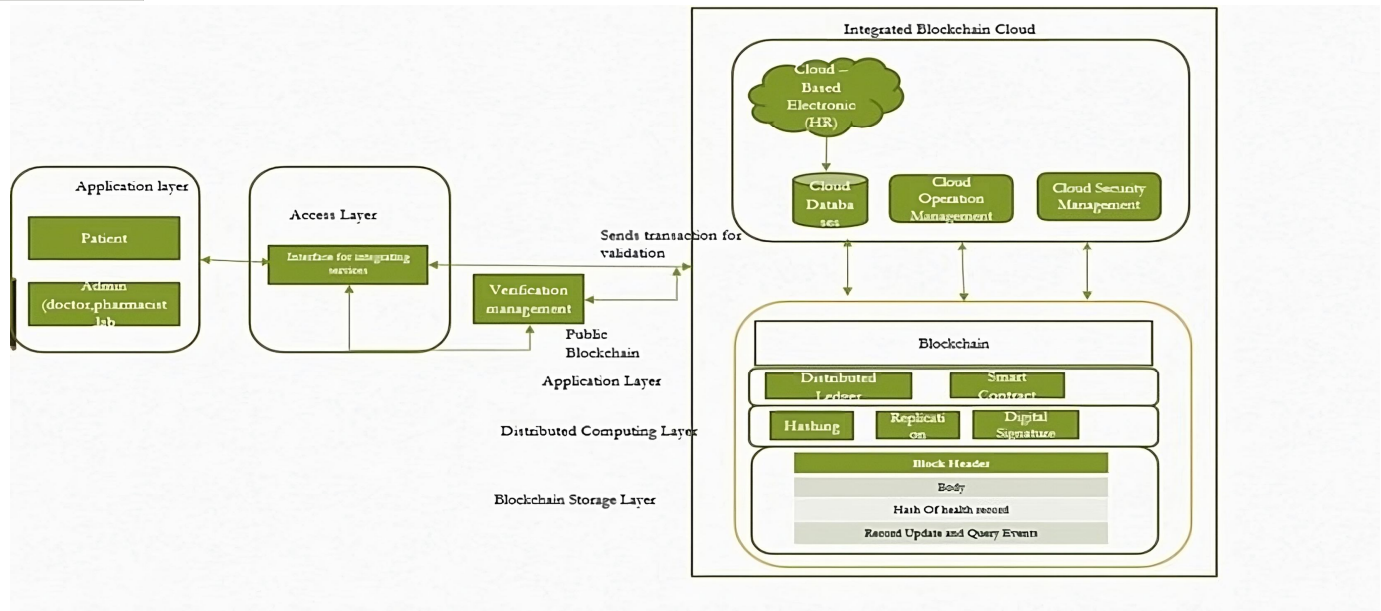 Integrated Blockchain Cloud
Cloud –
Based
Electronic
(HR)
Cloud
Databa
ses
Cloud
Operation
Management
Cloud Security
Management
Application layer
Patient
Admin
(doctor,pharmacist
lab
Access Layer
Interface for integrating
services
Sends transaction for
validation
Verification
management
Public
Blockchain
Application Layer
Distributed Computing Layer
Blockchain Storage Layer
Blockchain
Distributed
Ledger
Smart
Contract
Hashing
Replicati
on
Digital
Signature
Block Header
Body
Hash Of health record
Record Update and Query Events